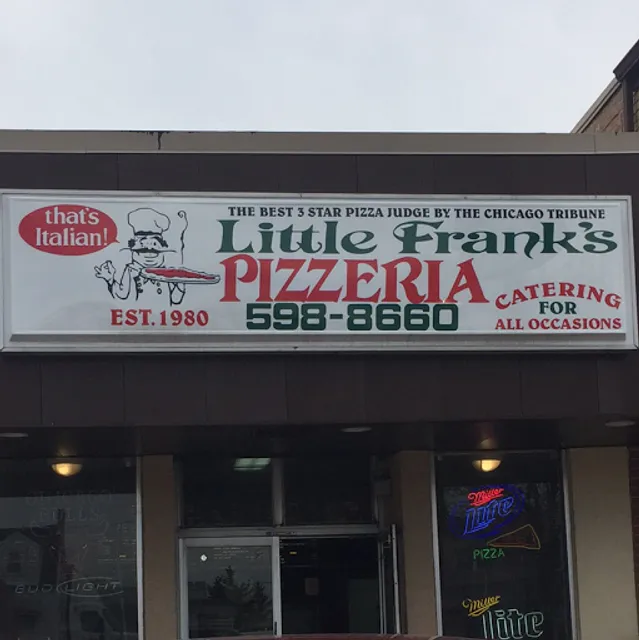 that's
Italian!
THE BEST 3 STAR PIZZA JUDGE BY THE CHICAGO TRIBUNE
Little Frank's
PIZZERIA
EST. 1980
598-8660
CATERING
FOR
ALL OCCASIONS
BUD LIGHT
Miller
Lite
PIZZA
Miller
lite